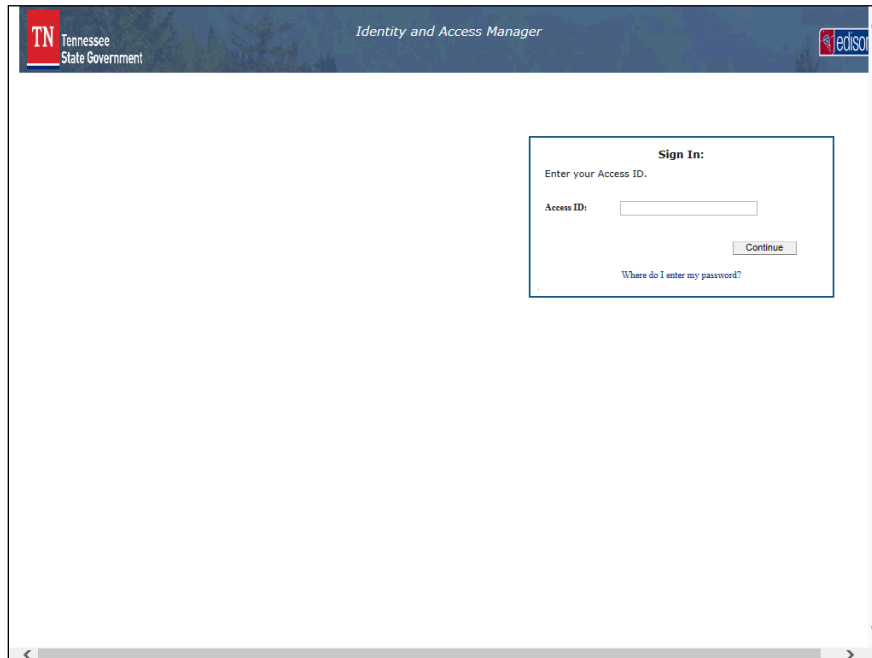 TN Tennessee
State Government
Identity and Access Manager
Sign In:
Enter your Access ID.
Access ID:
Continue
Where do I enter my password?